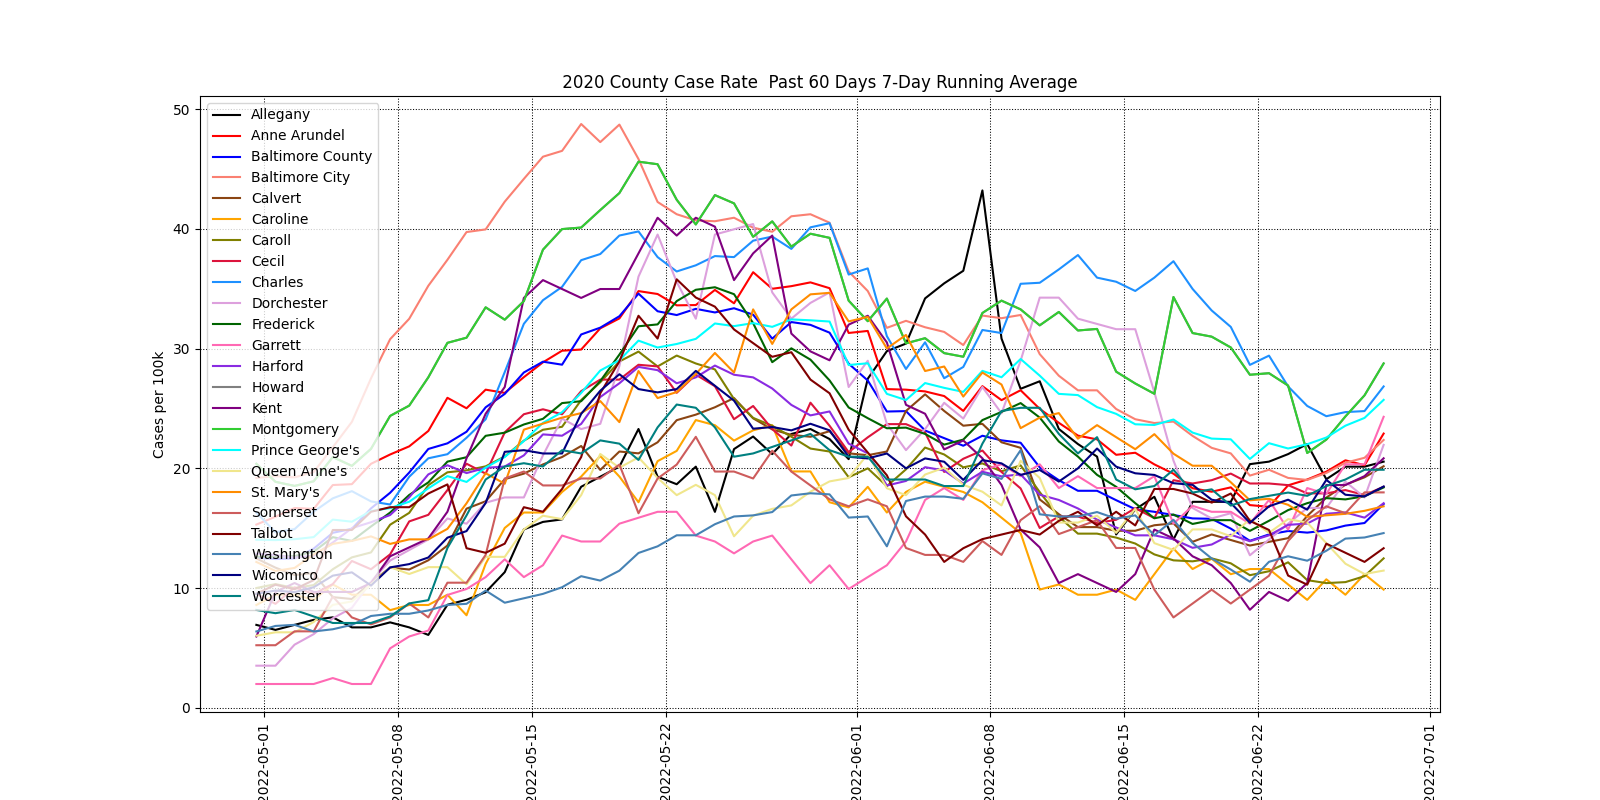 2020 County Case Rate  Past 60 Days 7-Day Running Average
Cases per 100k
50
40
30
20
10
0
Allegany
Anne Arundel
Baltimore County
Baltimore City
Calvert
Caroline
Caroll
Cecil
Charles
Dorchester
Frederick
Garrett
Harford
Howard
Kent
Montgomery
Prince George's
Queen Anne's
St. Mary's
Somerset
Talbot
Washington
Wicomico
Worcester
2022-05-01
2022-05-08
2022-05-15
2022-05-22
2022-06-01
2022-06-08
2022-06-15
2022-06-22
2022-07-01